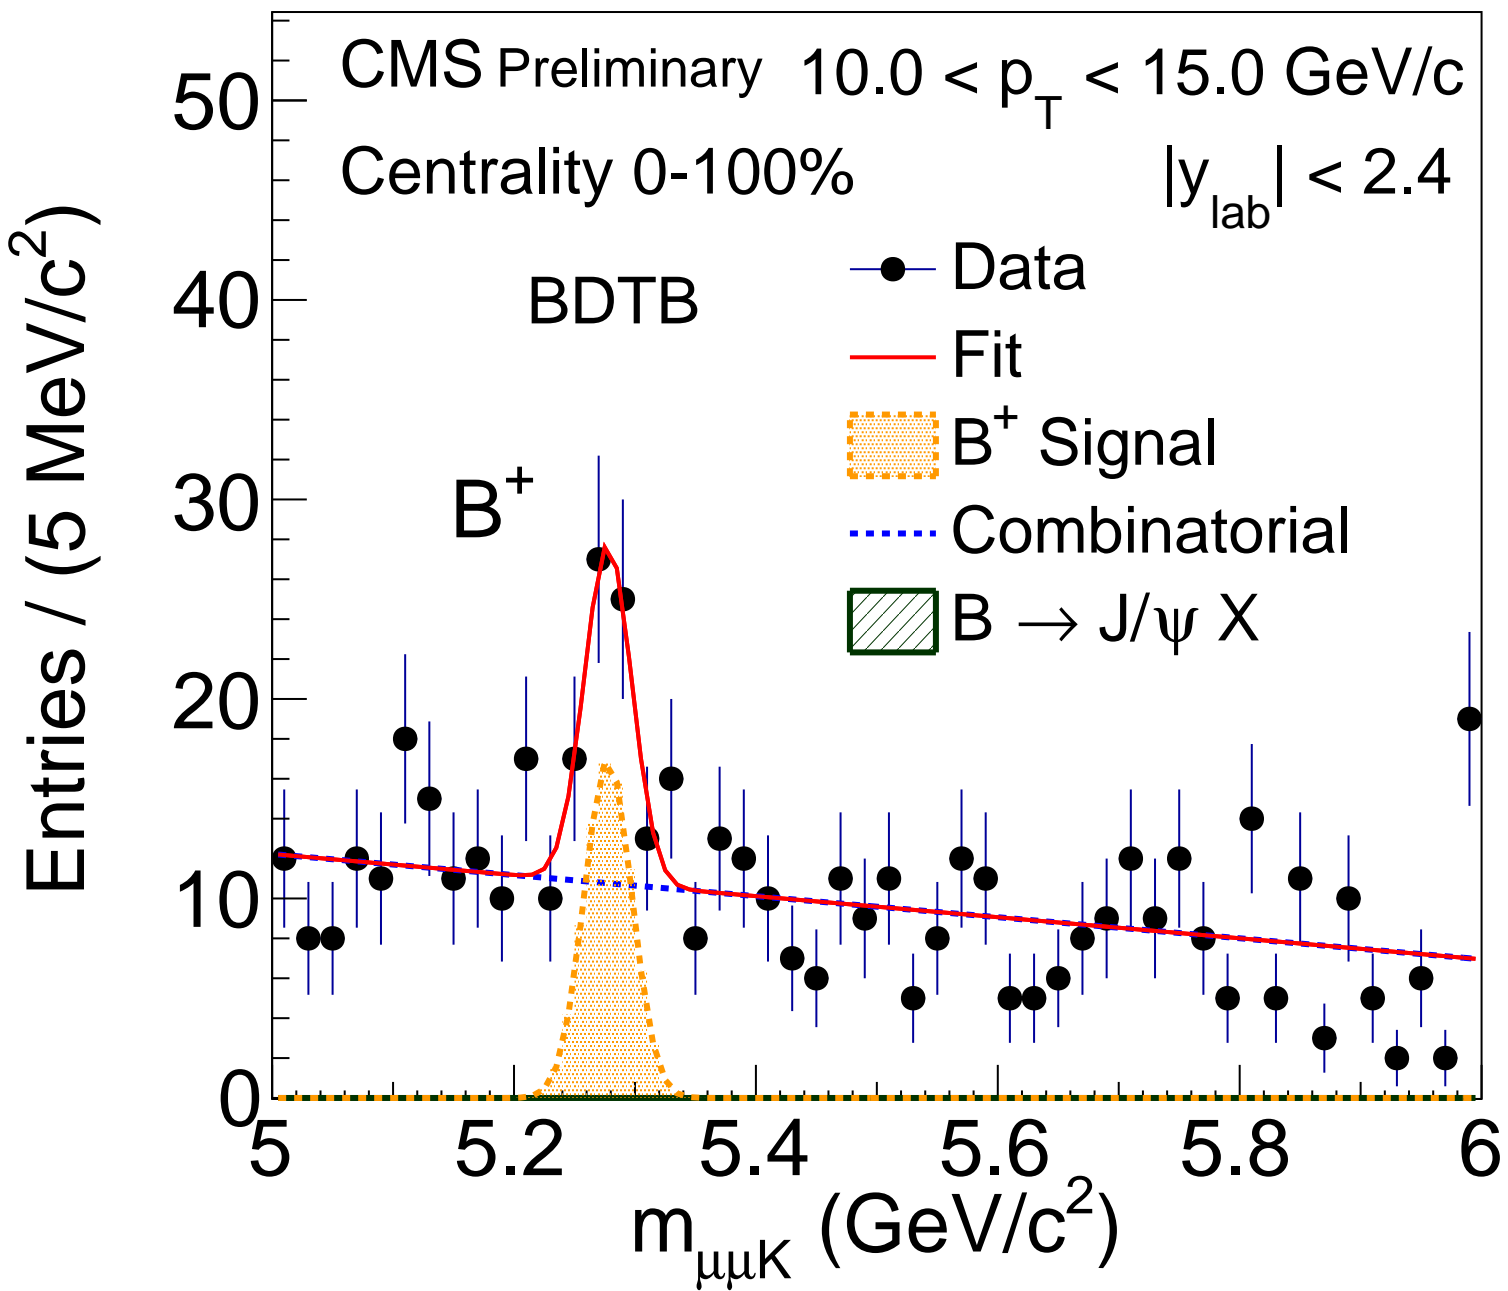 CMS Preliminary 10.0 < p_T < 15.0 GeV/c
Centrality 0-100% |y_lab| < 2.4
BDTB
B⁺
Data
Fit
B⁺ Signal
Combinatorial
B → J/ψ X
Entries / (5 MeV/c²)
50
40
30
20
10
0
5 5.2 5.4 5.6 5.8 6
m_μμK (GeV/c²)